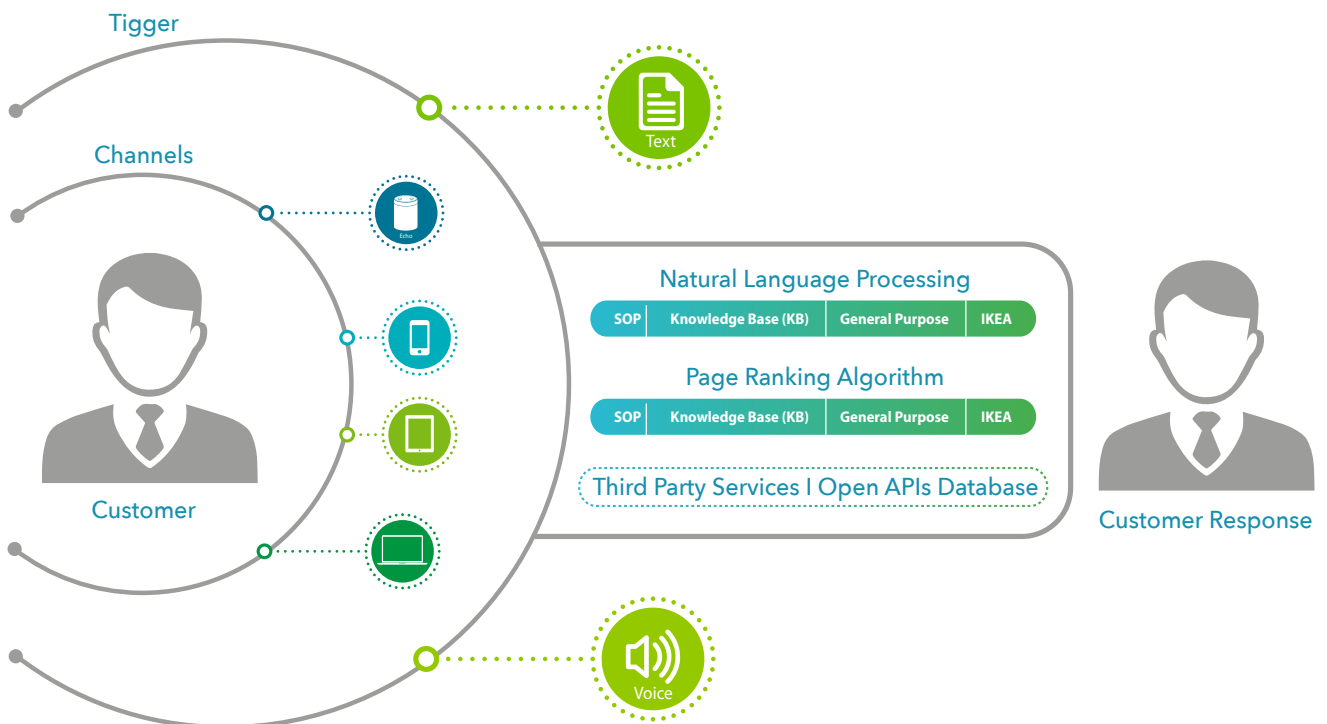 Tigger
Text
Channels
Echo
Natural Language Processing
SOP Knowledge Base (KB) General Purpose IKEA
Page Ranking Algorithm
SOP Knowledge Base (KB) General Purpose IKEA
Third Party Services I Open APIs Database
Customer
Customer Response
Voice